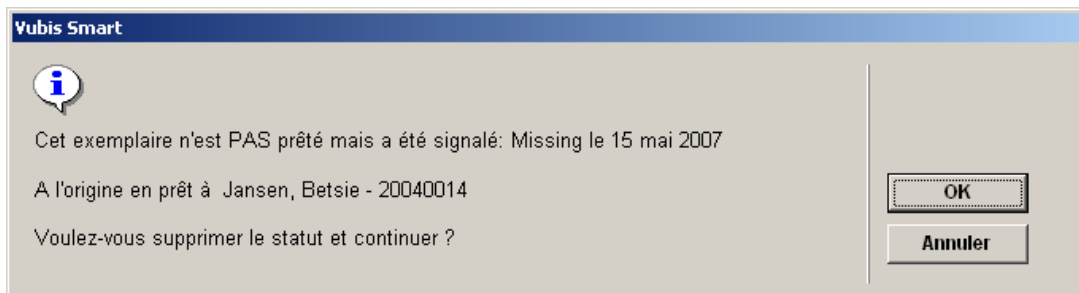 Vubis Smart
Cet exemplaire n'est PAS prêté mais a été signalé: Missing le 15 mai 2007
A l'origine en prêt à  Jansen, Betsie - 20040014
Voulez-vous supprimer le statut et continuer ?
OK
Annuler